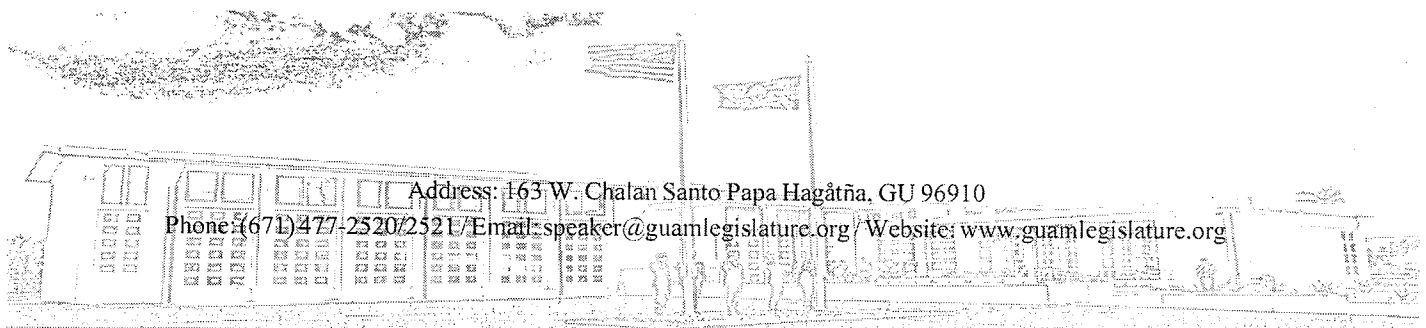 Address: 163 W. Chalan Santo Papa Hagåtña, GU 96910
Phone: (671) 477-2520/2521 / Email: speaker@guamlegislature.org / Website: www.guamlegislature.org